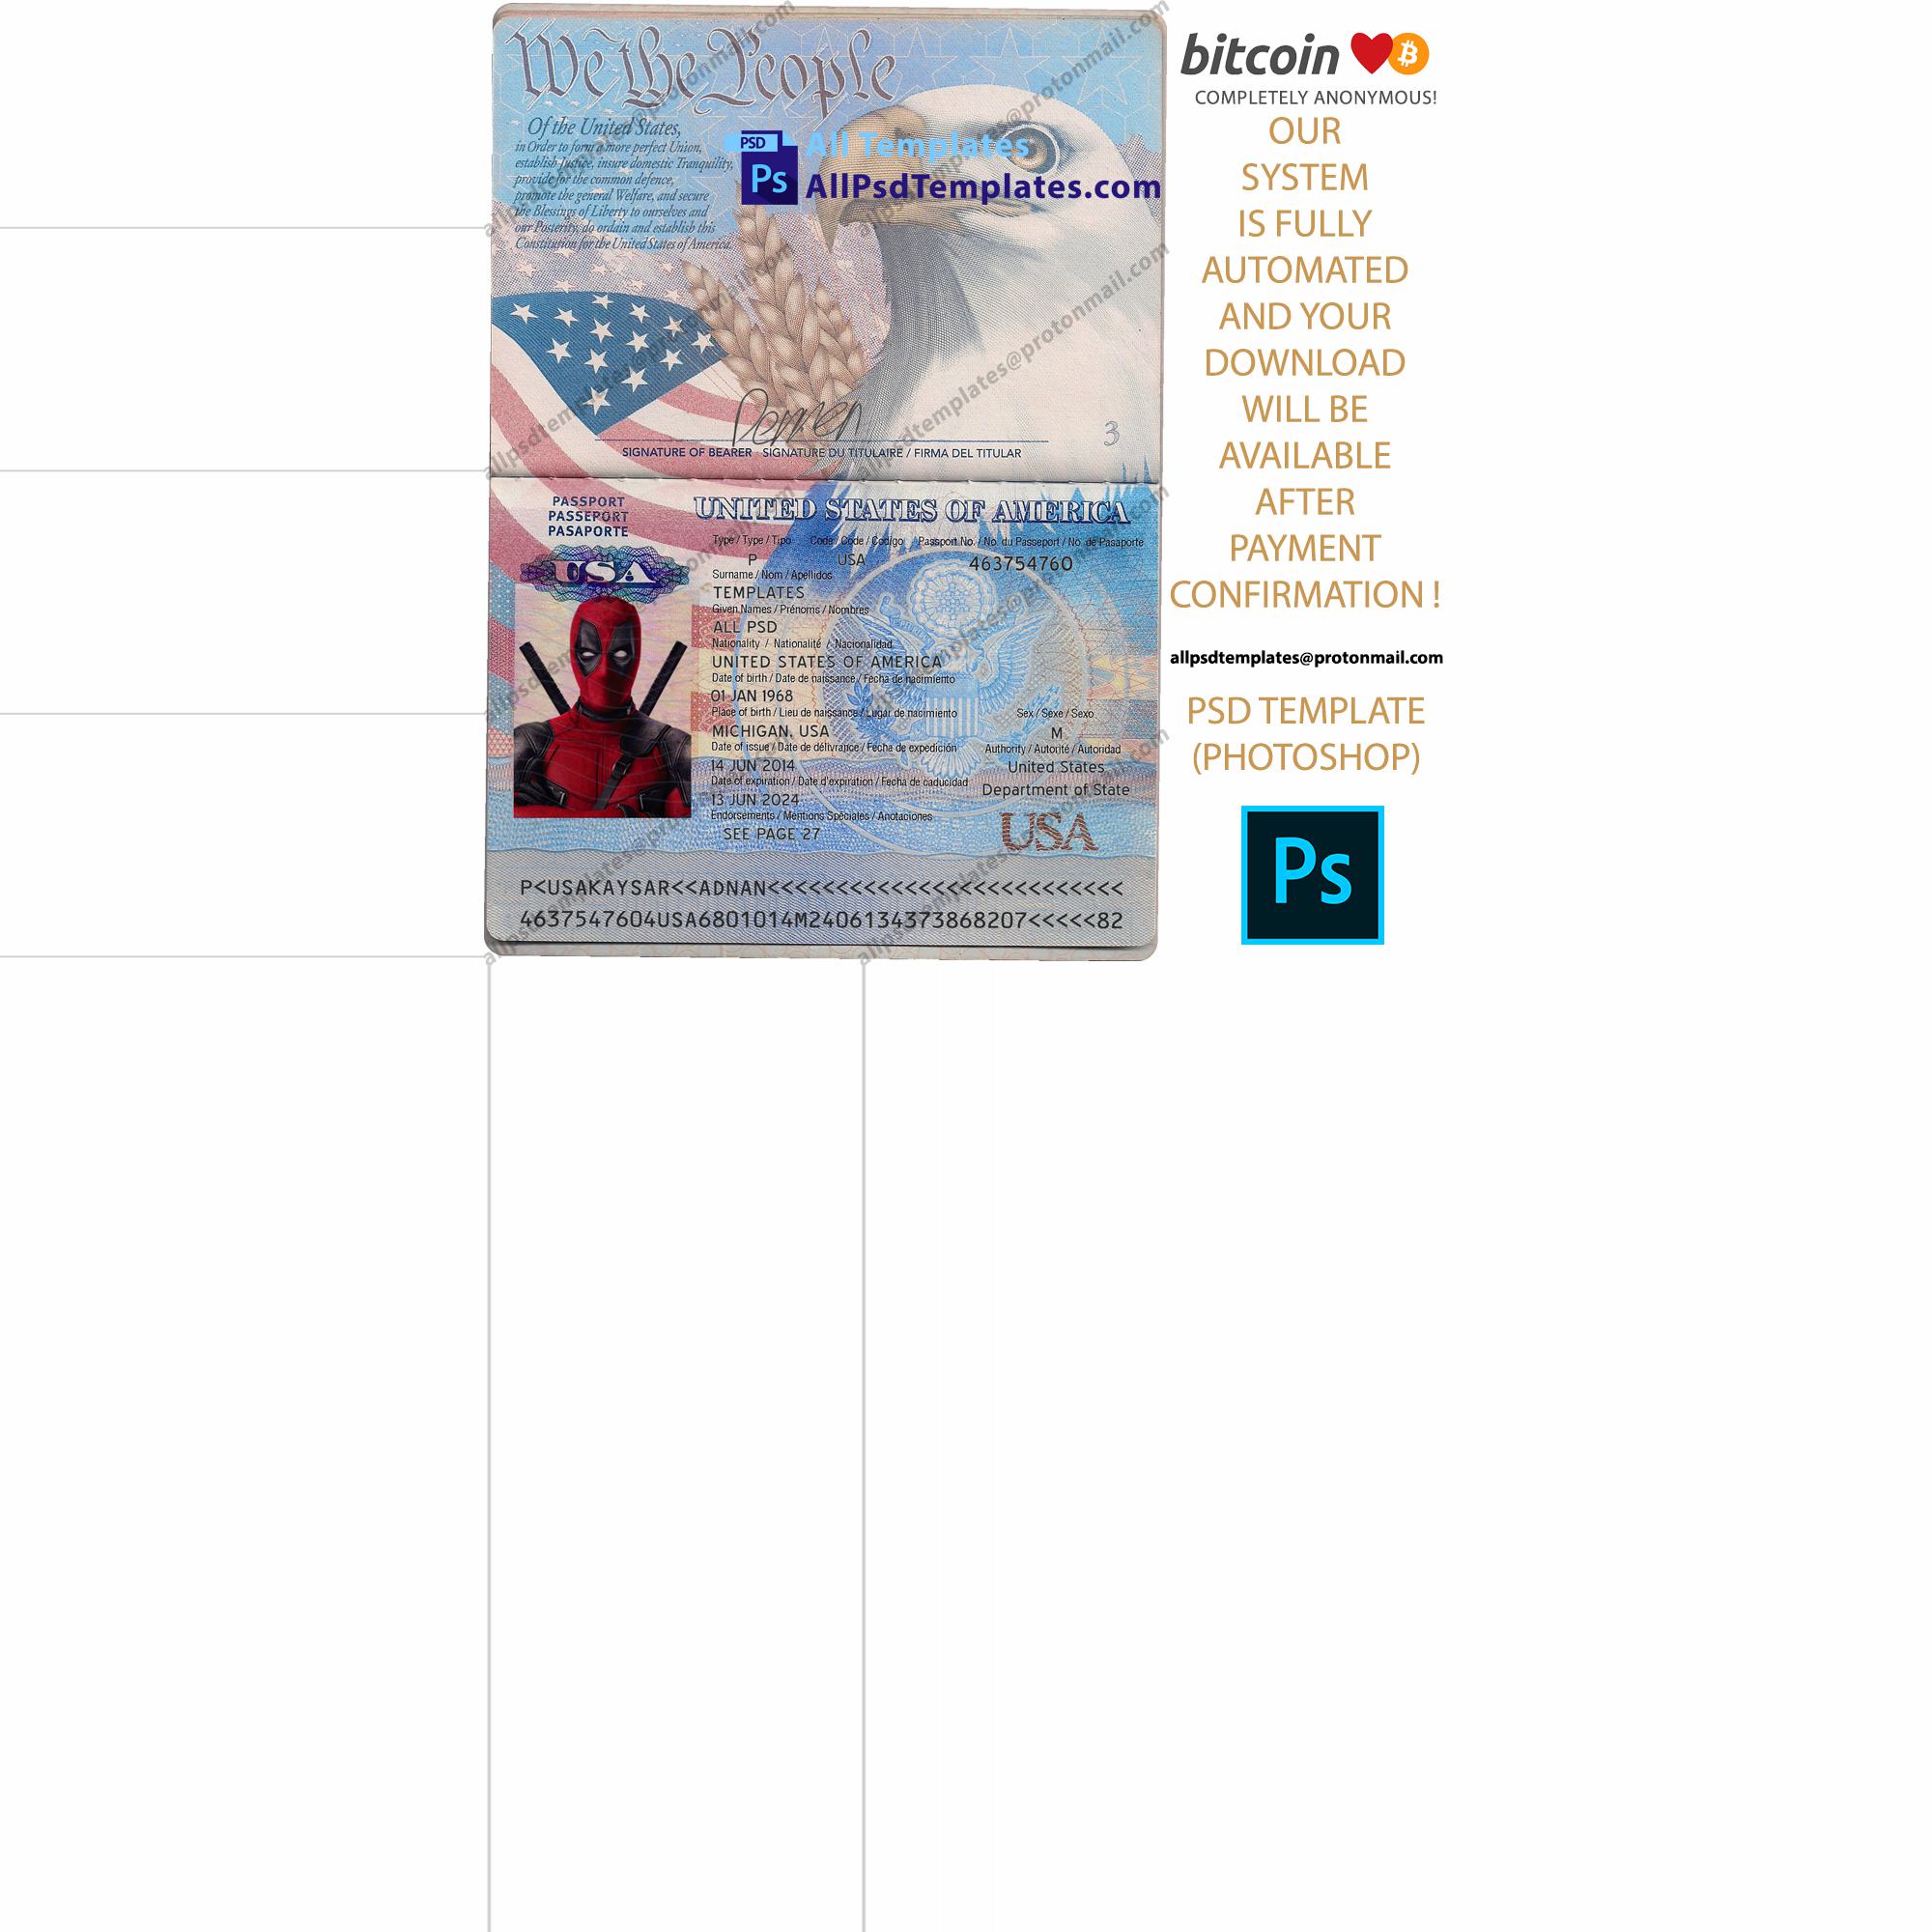 We the People
Of the United States,
in Order to form a more perfect Union,
establish Justice, insure domestic Tranquility,
provide for the common defence,
promote the general Welfare, and secure
the Blessings of Liberty to ourselves and
our Posterity, do ordain and establish this
Constitution for the United States of America.
PSD
Ps
All Templates
AllPsdTemplates.com
3
SIGNATURE OF BEARER / SIGNATURE DU TITULAIRE / FIRMA DEL TITULAR
PASSPORT
PASSEPORT
PASAPORTE
USA
UNITED STATES OF AMERICA
Type / Type / Tipo Code / Code / Codigo Passport No. / No. du Passeport / No. de Pasaporte
P USA 463754760
Surname / Nom / Apellidos
TEMPLATES
Given Names / Prénoms / Nombres
ALL PSD
Nationality / Nationalité / Nacionalidad
UNITED STATES OF AMERICA
Date of birth / Date de naissance / Fecha de nacimiento
01 JAN 1968
Place of birth / Lieu de naissance / Lugar de nacimiento Sex / Sexe / Sexo
MICHIGAN, USA M
Date of issue / Date de délivrance / Fecha de expedición Authority / Autorité / Autoridad
14 JUN 2014 United States
Date of expiration / Date d'expiration / Fecha de caducidad
13 JUN 2024 Department of State
Endorsements / Mentions Spéciales / Anotaciones
SEE PAGE 27
USA
P<USAKAYSAR<<ADNAN<<<<<<<<<<<<<<<<<<<<<<<<<<
4637547604USA6801014M2406134373868207<<<<<82
allpsdtemplates@protonmail.com
bitcoin
COMPLETELY ANONYMOUS!
OUR
SYSTEM
IS FULLY
AUTOMATED
AND YOUR
DOWNLOAD
WILL BE
AVAILABLE
AFTER
PAYMENT
CONFIRMATION !
allpsdtemplates@protonmail.com
PSD TEMPLATE
(PHOTOSHOP)
Ps